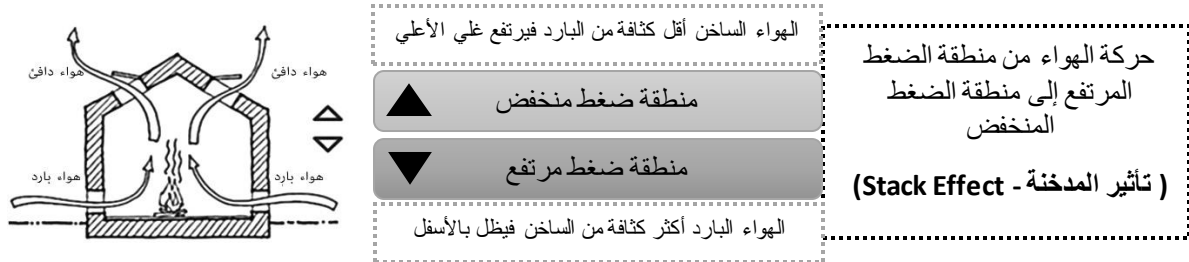 حركة الهواء من منطقة الضغط
المرتفع إلى منطقة الضغط
المنخفض
( تأثير المدخنة - Stack Effect)
الهواء الساخن أقل كثافة من البارد فيرتفع غلي الأعلي
منطقة ضغط منخفض
منطقة ضغط مرتفع
الهواء البارد أكثر كثافة من الساخن فيظل بالأسفل
هواء دافئ
هواء دافئ
هواء بارد
هواء بارد